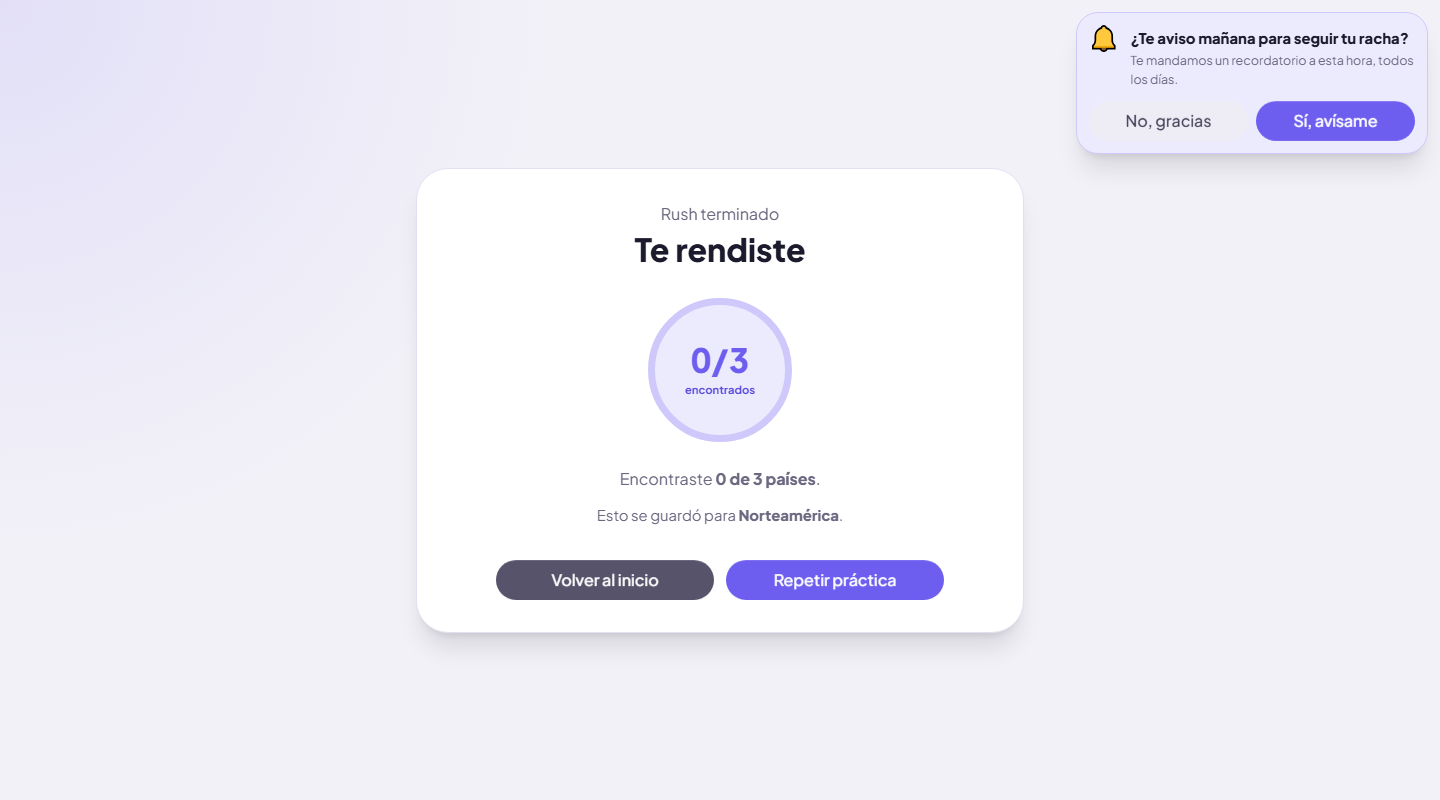 ¿Te aviso mañana para seguir tu racha?
Te mandamos un recordatorio a esta hora, todos
los días.
No, gracias
Sí, avísame
Rush terminado
Te rendiste
0/3
encontrados
Encontraste 0 de 3 países.
Esto se guardó para Norteamérica.
Volver al inicio
Repetir práctica